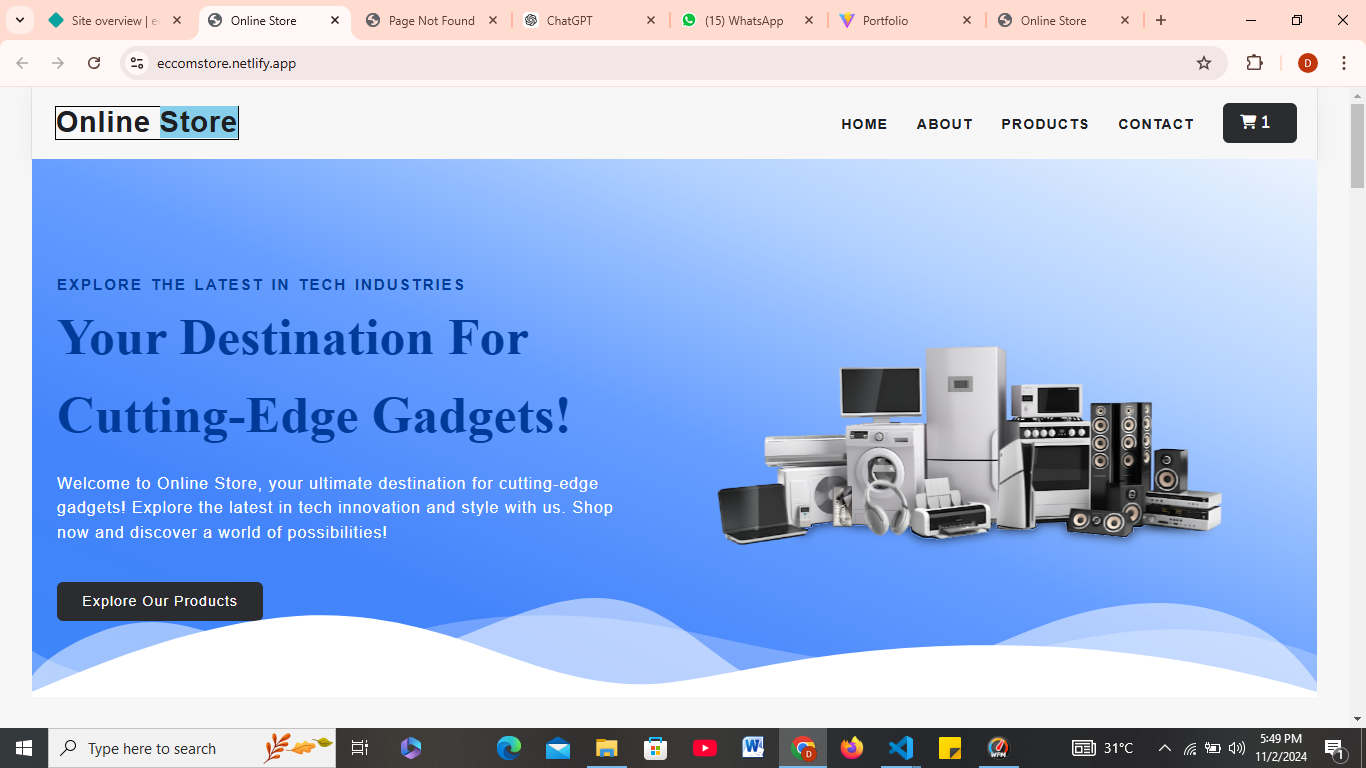 Site overview | e
Online Store
Page Not Found
ChatGPT
(15) WhatsApp
Portfolio
Online Store
eccomstore.netlify.app
D
Online Store
HOME
ABOUT
PRODUCTS
CONTACT
1
EXPLORE THE LATEST IN TECH INDUSTRIES
Your Destination For
Cutting-Edge Gadgets!
Welcome to Online Store, your ultimate destination for cutting-edge
gadgets! Explore the latest in tech innovation and style with us. Shop
now and discover a world of possibilities!
Explore Our Products
Type here to search
D
WPM
31°C
5:49 PM
11/2/2024
1